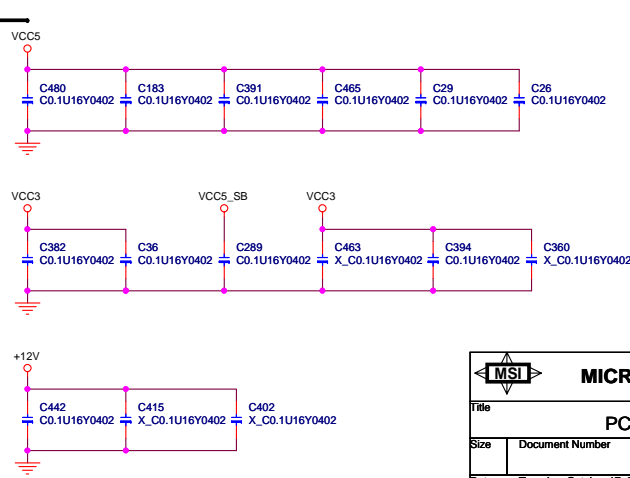 VCC5
C480 C183 C391 C465 C29 C26
C0.1U16Y0402 C0.1U16Y0402 C0.1U16Y0402 C0.1U16Y0402 C0.1U16Y0402 C0.1U16Y0402
VCC3 VCC5_SB VCC3
C382 C36 C289 C463 C394 C360
C0.1U16Y0402 C0.1U16Y0402 C0.1U16Y0402 X_C0.1U16Y0402 C0.1U16Y0402 X_C0.1U16Y0402
+12V
C442 C415 C402
C0.1U16Y0402 X_C0.1U16Y0402 X_C0.1U16Y0402
MSI MICR
Title
PC
Size Document Number